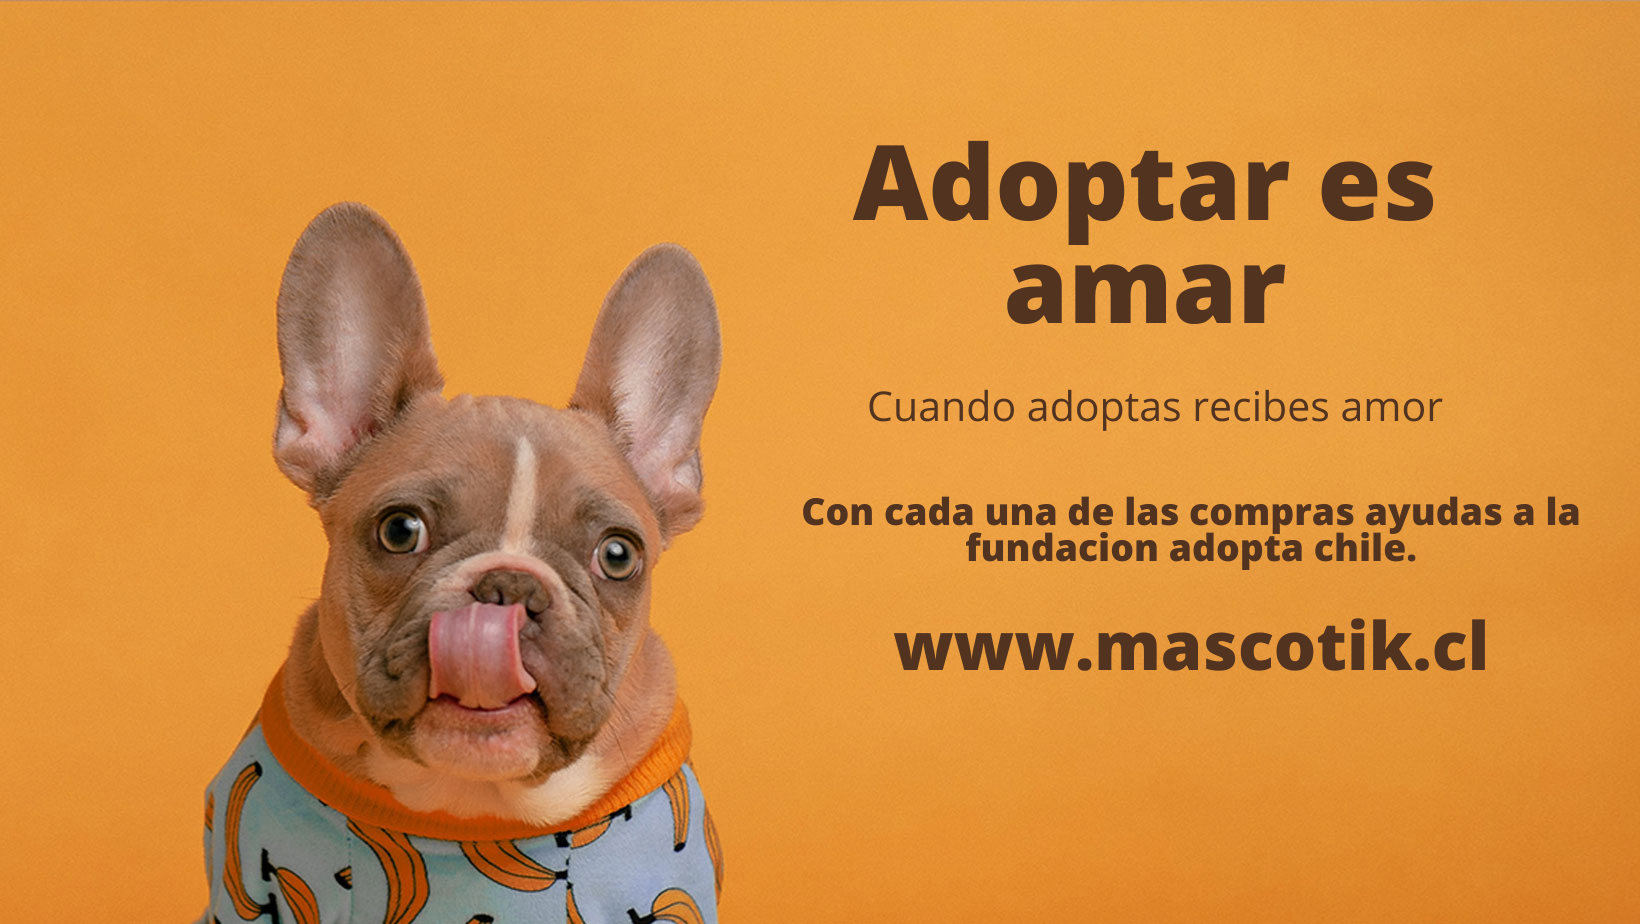 Adoptar es
amar
Cuando adoptas recibes amor
Con cada una de las compras ayudas a la
fundacion adopta chile.
www.mascotik.cl